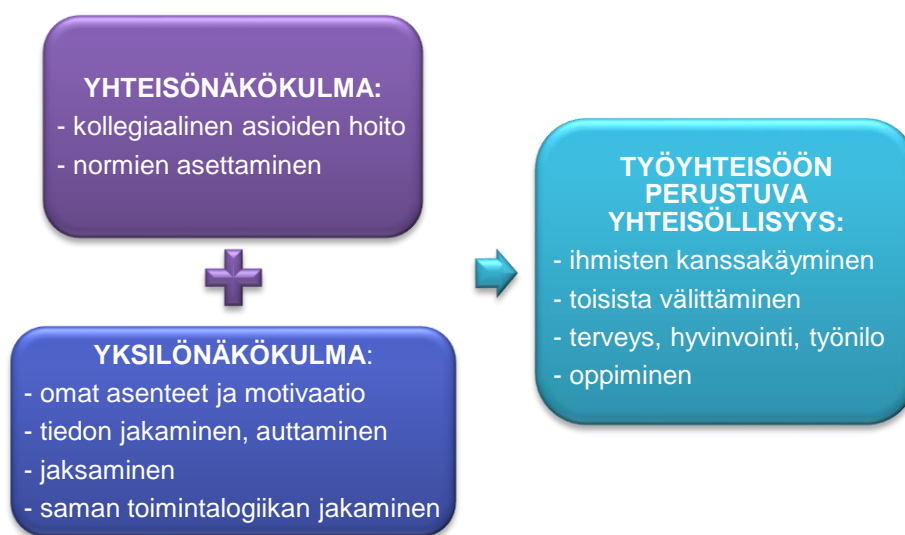 YHTEISÖNÄKÖKULMA:
- kollegiaalinen asioiden hoito
- normien asettaminen
YKSILÖNÄKÖKULMA:
- omat asenteet ja motivaatio
- tiedon jakaminen, auttaminen
- jaksaminen
- saman toimintalogiikan jakaminen
TYÖYHTEISÖÖN
PERUSTUVA
YHTEISÖLLISYYS:
- ihmisten kanssakäyminen
- toisista välittäminen
- terveys, hyvinvointi, työnilo
- oppiminen